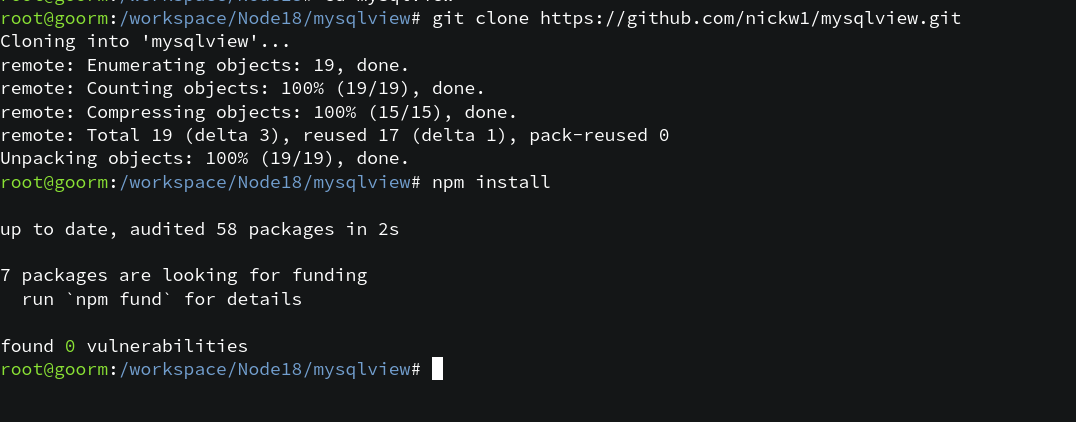 root@goorm:/workspace/Node18/mysqlview# git clone https://github.com/nickw1/mysqlview.git
Cloning into 'mysqlview'...
remote: Enumerating objects: 19, done.
remote: Counting objects: 100% (19/19), done.
remote: Compressing objects: 100% (15/15), done.
remote: Total 19 (delta 3), reused 17 (delta 1), pack-reused 0
Unpacking objects: 100% (19/19), done.
root@goorm:/workspace/Node18/mysqlview# npm install
up to date, audited 58 packages in 2s
7 packages are looking for funding
  run `npm fund` for details
found 0 vulnerabilities
root@goorm:/workspace/Node18/mysqlview#